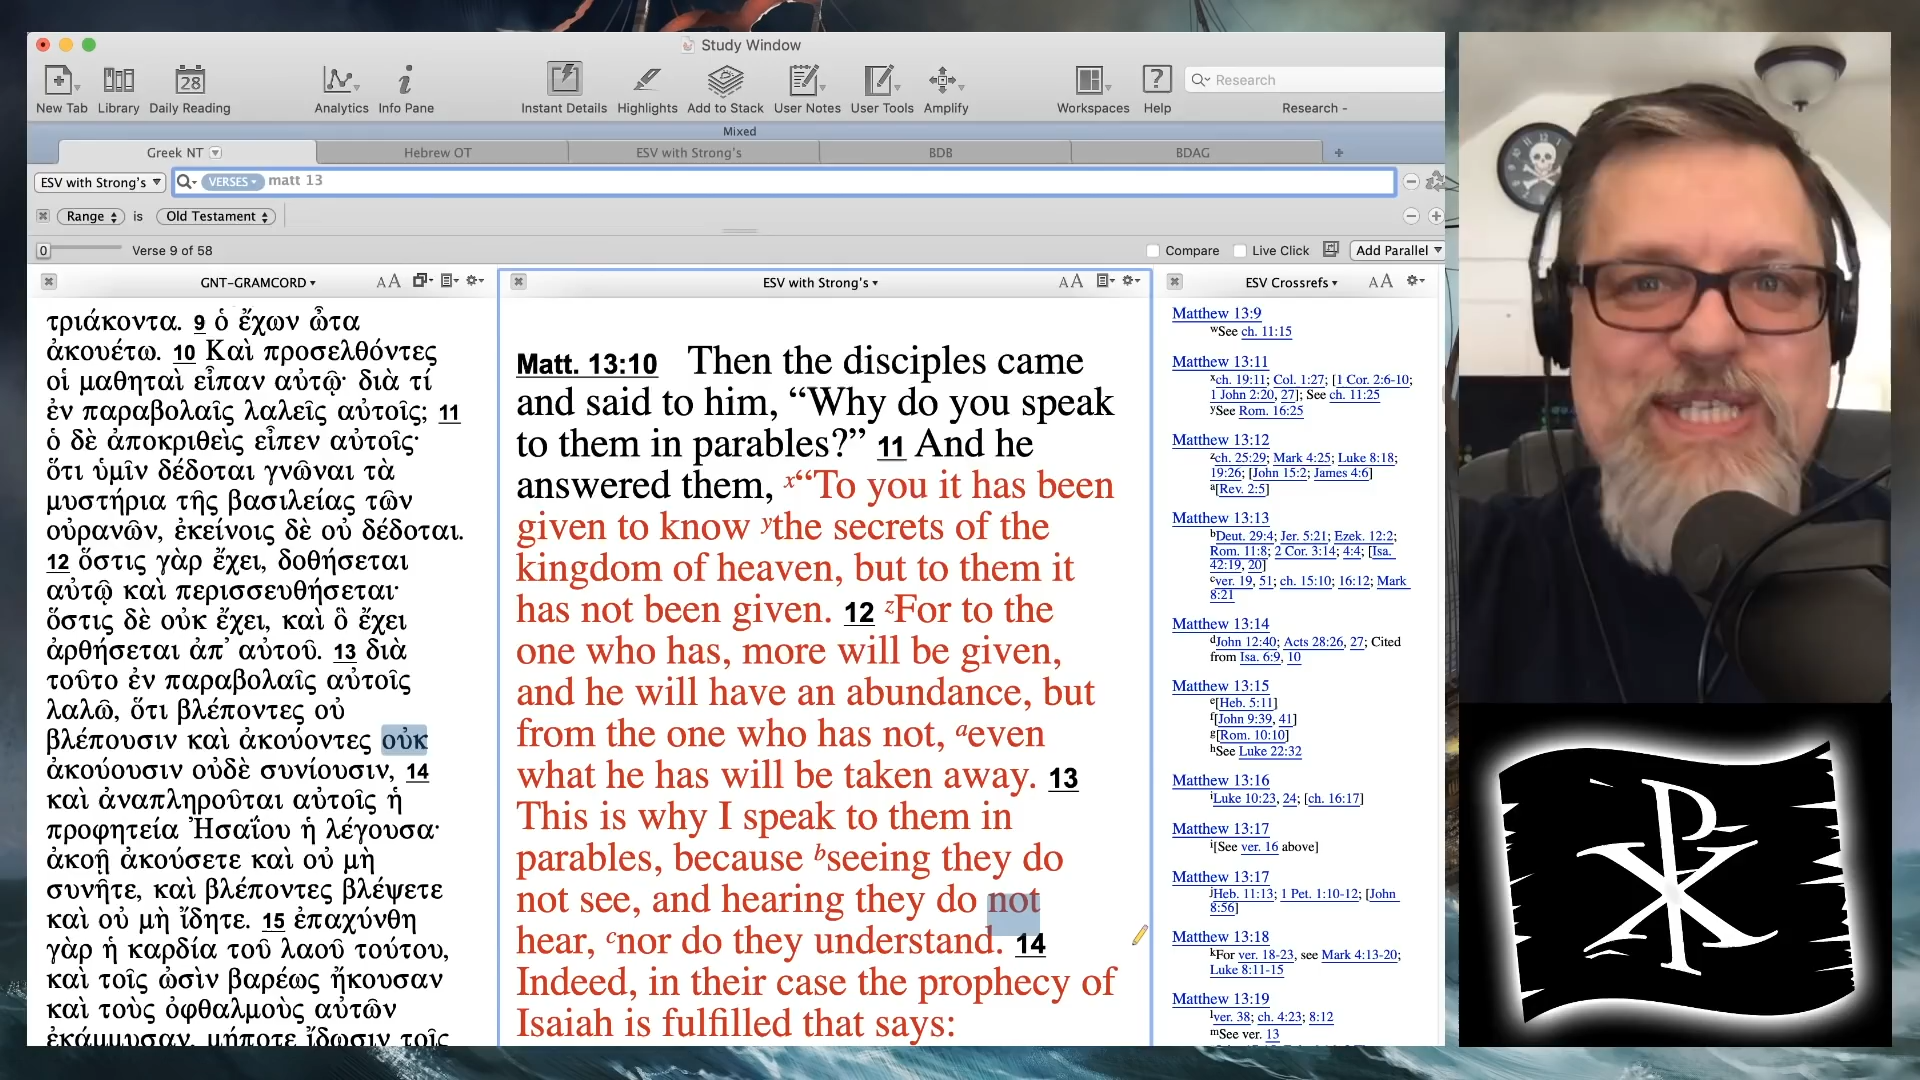 Study Window
New Tab Library Daily Reading Analytics Info Pane Instant Details Highlights Add to Stack User Notes User Tools Amplify Workspaces Help Research -
28
Research
Mixed
Greek NT Hebrew OT ESV with Strong's BDB BDAG +
ESV with Strong's VERSES matt 13
Range is Old Testament
0 Verse 9 of 58 Compare Live Click Add Parallel
GNT-GRAMCORD AA
τριάκοντα. 9 ὁ ἔχων ὦτα
ἀκουέτω. 10 Καὶ προσελθόντες
οἱ μαθηταὶ εἶπαν αὐτῷ· διὰ τί
ἐν παραβολαῖς λαλεῖς αὐτοῖς; 11
ὁ δὲ ἀποκριθεὶς εἶπεν αὐτοῖς·
ὅτι ὑμῖν δέδοται γνῶναι τὰ
μυστήρια τῆς βασιλείας τῶν
οὐρανῶν, ἐκείνοις δὲ οὐ δέδοται.
12 ὅστις γὰρ ἔχει, δοθήσεται
αὐτῷ καὶ περισσευθήσεται·
ὅστις δὲ οὐκ ἔχει, καὶ ὃ ἔχει
ἀρθήσεται ἀπ’ αὐτοῦ. 13 διὰ
τοῦτο ἐν παραβολαῖς αὐτοῖς
λαλῶ, ὅτι βλέποντες οὐ
βλέπουσιν καὶ ἀκούοντες οὐκ
ἀκούουσιν οὐδὲ συνίουσιν, 14
καὶ ἀναπληροῦται αὐτοῖς ἡ
προφητεία Ἠσαΐου ἡ λέγουσα·
ἀκοῇ ἀκούσετε καὶ οὐ μὴ
συνῆτε, καὶ βλέποντες βλέψετε
καὶ οὐ μὴ ἴδητε. 15 ἐπαχύνθη
γὰρ ἡ καρδία τοῦ λαοῦ τούτου,
καὶ τοῖς ὠσὶν βαρέως ἤκουσαν
καὶ τοὺς ὀφθαλμοὺς αὐτῶν
ἐκάμμυσαν, μήποτε ἴδωσιν τοῖς
ESV with Strong's AA
Matt. 13:10 Then the disciples came
and said to him, “Why do you speak
to them in parables?” 11 And he
answered them, x“To you it has been
given to know ythe secrets of the
kingdom of heaven, but to them it
has not been given. 12 zFor to the
one who has, more will be given,
and he will have an abundance, but
from the one who has not, aeven
what he has will be taken away. 13
This is why I speak to them in
parables, because bseeing they do
not see, and hearing they do not
hear, cnor do they understand. 14
Indeed, in their case the prophecy of
Isaiah is fulfilled that says:
ESV Crossrefs AA
Matthew 13:9
wSee ch. 11:15
Matthew 13:11
xch. 19:11; Col. 1:27; [1 Cor. 2:6-10;
1 John 2:20, 27]; See ch. 11:25
ySee Rom. 16:25
Matthew 13:12
zch. 25:29; Mark 4:25; Luke 8:18;
19:26; [John 15:2; James 4:6]
a[Rev. 2:5]
Matthew 13:13
bDeut. 29:4; Jer. 5:21; Ezek. 12:2;
Rom. 11:8; 2 Cor. 3:14; 4:4; [Isa.
42:19, 20]
cver. 19, 51; ch. 15:10; 16:12; Mark
8:21
Matthew 13:14
dJohn 12:40; Acts 28:26, 27; Cited
from Isa. 6:9, 10
Matthew 13:15
e[Heb. 5:11]
f[John 9:39, 41]
g[Rom. 10:10]
hSee Luke 22:32
Matthew 13:16
iLuke 10:23, 24; [ch. 16:17]
Matthew 13:17
i[See ver. 16 above]
Matthew 13:17
jHeb. 11:13; 1 Pet. 1:10-12; [John
8:56]
Matthew 13:18
kFor ver. 18-23, see Mark 4:13-20;
Luke 8:11-15
Matthew 13:19
lver. 38; ch. 4:23; 8:12
mSee ver. 13